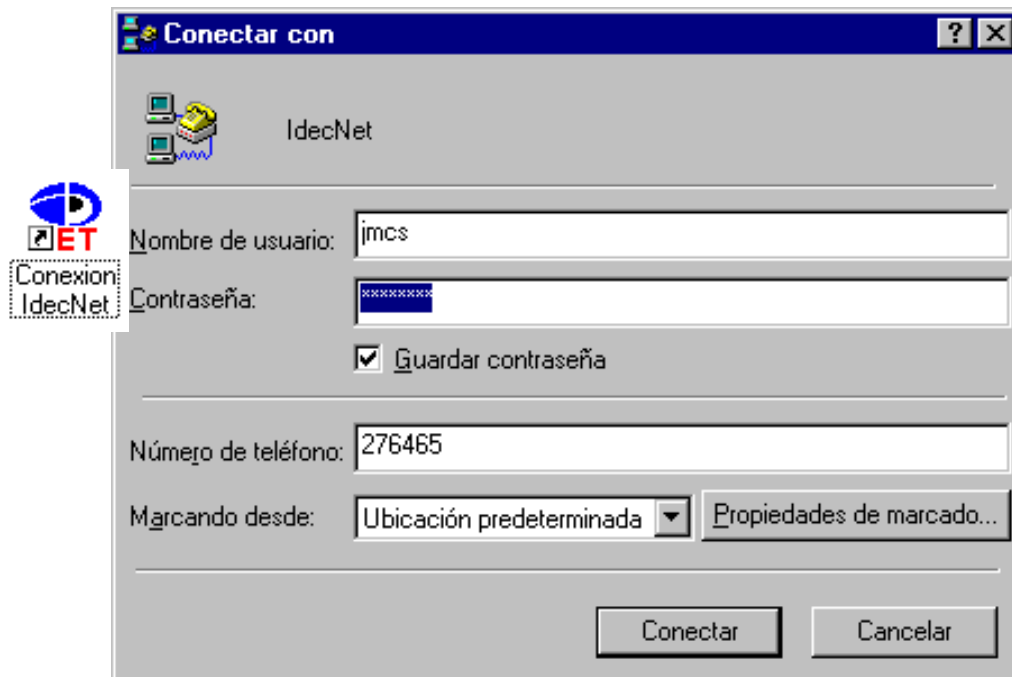 Conectar con
IdecNet
ET
Conexion
IdecNet
Nombre de usuario: jmcs
Contraseña: ********
Guardar contraseña
Número de teléfono: 276465
Marcando desde: Ubicación predeterminada Propiedades de marcado...
Conectar Cancelar